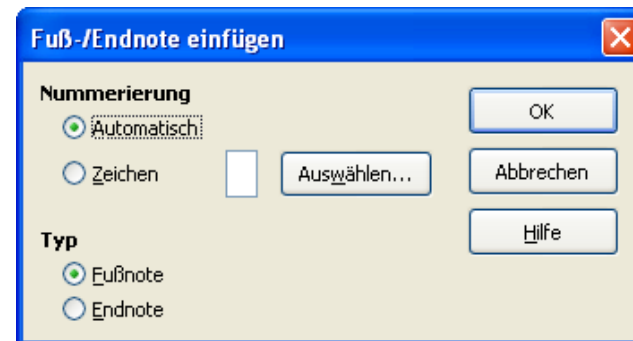 Fuß-/Endnote einfügen
Nummerierung
Automatisch
Zeichen
Auswählen...
Typ
Fußnote
Endnote
OK
Abbrechen
Hilfe